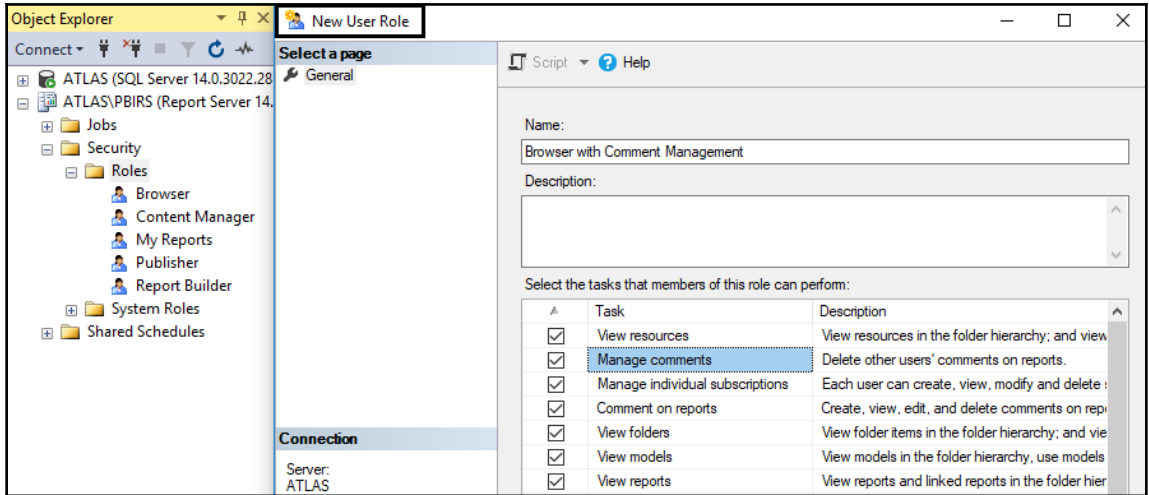 Object Explorer
Connect
ATLAS (SQL Server 14.0.3022.28
ATLAS\PBIRS (Report Server 14.
Jobs
Security
Roles
Browser
Content Manager
My Reports
Publisher
Report Builder
System Roles
Shared Schedules
New User Role
Select a page
General
Connection
Server:
ATLAS
Script Help
Name:
Browser with Comment Management
Description:
Select the tasks that members of this role can perform:
Task Description
View resources View resources in the folder hierarchy; and view
Manage comments Delete other users' comments on reports.
Manage individual subscriptions Each user can create, view, modify and delete
Comment on reports Create, view, edit, and delete comments on rep
View folders View folder items in the folder hierarchy; and vie
View models View models in the folder hierarchy, use models
View reports View reports and linked reports in the folder hier